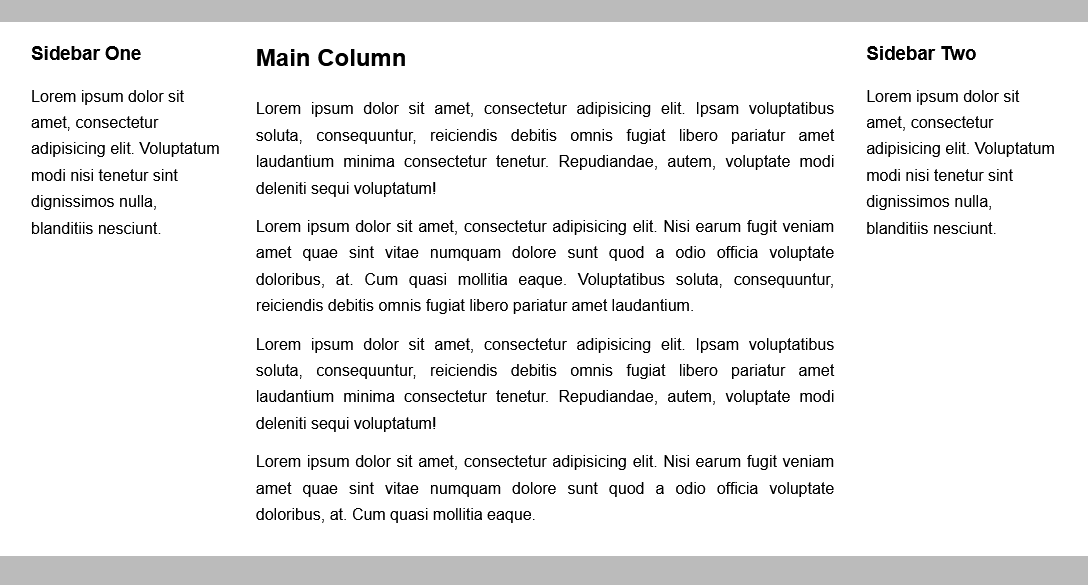 Sidebar One
Lorem ipsum dolor sit
amet, consectetur
adipisicing elit. Voluptatum
modi nisi tenetur sint
dignissimos nulla,
blanditiis nesciunt.
Main Column
Lorem ipsum dolor sit amet, consectetur adipisicing elit. Ipsam voluptatibus
soluta, consequuntur, reiciendis debitis omnis fugiat libero pariatur amet
laudantium minima consectetur tenetur. Repudiandae, autem, voluptate modi
deleniti sequi voluptatum!
Lorem ipsum dolor sit amet, consectetur adipisicing elit. Nisi earum fugit veniam
amet quae sint vitae numquam dolore sunt quod a odio officia voluptate
doloribus, at. Cum quasi mollitia eaque. Voluptatibus soluta, consequuntur,
reiciendis debitis omnis fugiat libero pariatur amet laudantium.
Lorem ipsum dolor sit amet, consectetur adipisicing elit. Ipsam voluptatibus
soluta, consequuntur, reiciendis debitis omnis fugiat libero pariatur amet
laudantium minima consectetur tenetur. Repudiandae, autem, voluptate modi
deleniti sequi voluptatum!
Lorem ipsum dolor sit amet, consectetur adipisicing elit. Nisi earum fugit veniam
amet quae sint vitae numquam dolore sunt quod a odio officia voluptate
doloribus, at. Cum quasi mollitia eaque.
Sidebar Two
Lorem ipsum dolor sit
amet, consectetur
adipisicing elit. Voluptatum
modi nisi tenetur sint
dignissimos nulla,
blanditiis nesciunt.